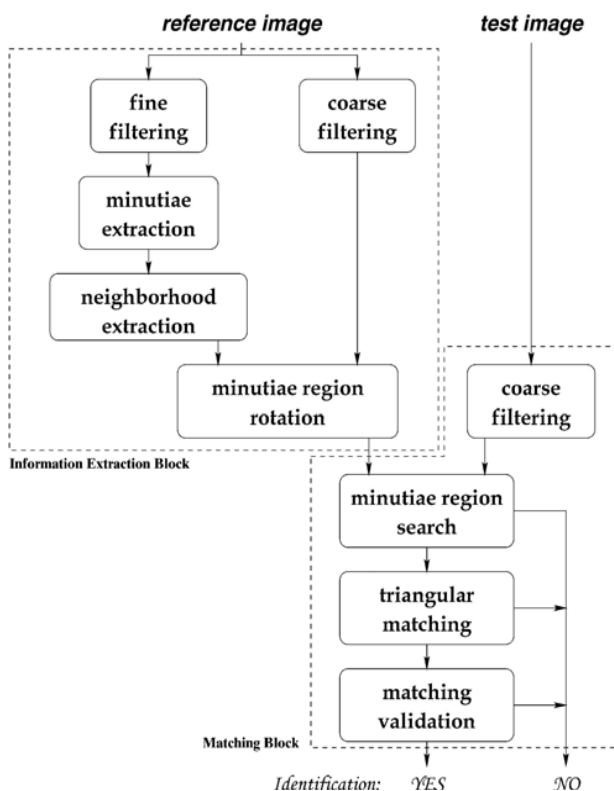 reference image
test image
fine
filtering
coarse
filtering
minutiae
extraction
neighborhood
extraction
minutiae region
rotation
coarse
filtering
Information Extraction Block
minutiae region
search
triangular
matching
matching
validation
Matching Block
Identification: YES NO